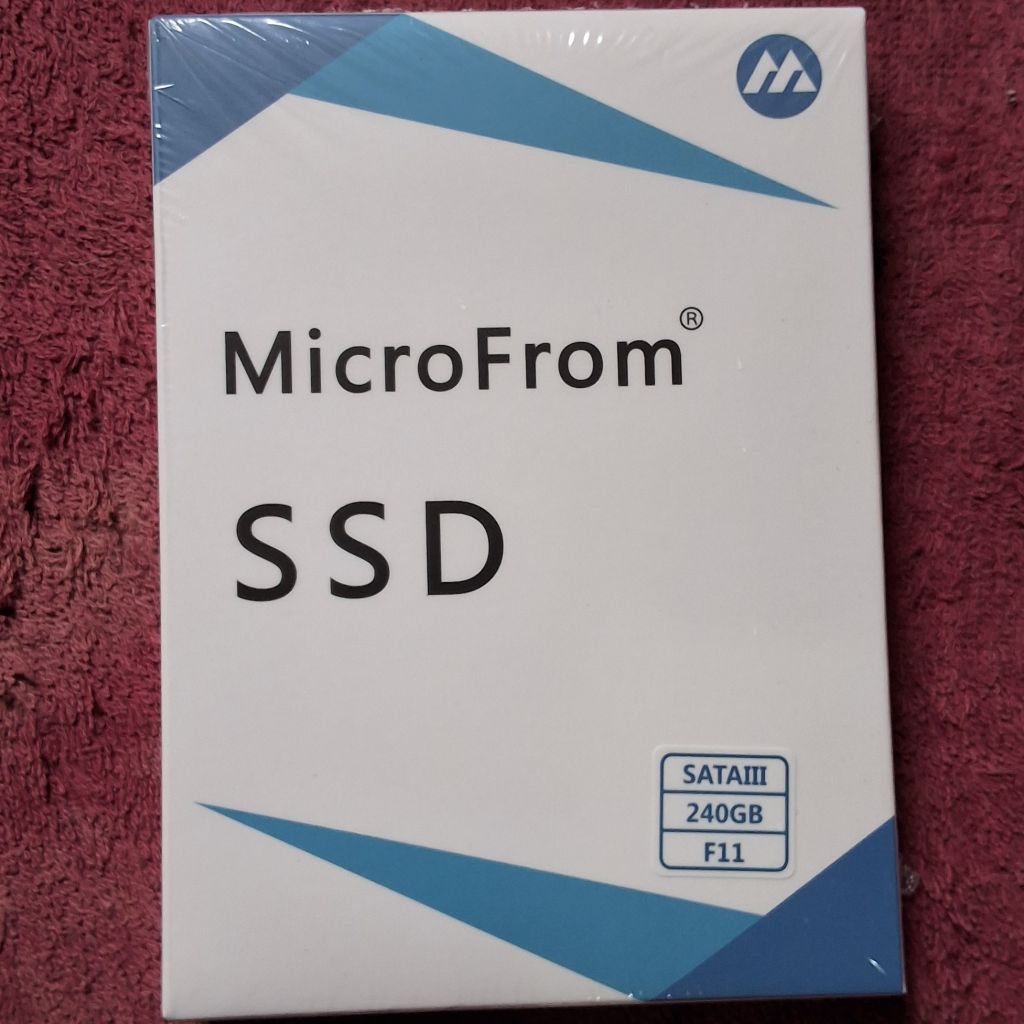 MicroFrom®
SSD
SATAIII
240GB
F11